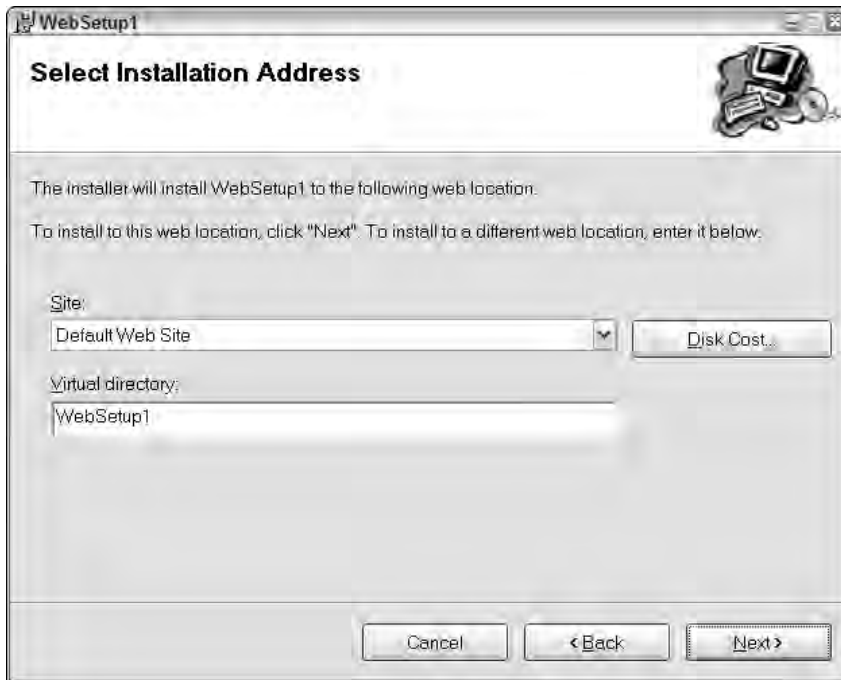 WebSetup1
Select Installation Address
The installer will install WebSetup1 to the following web location.
To install to this web location, click "Next". To install to a different web location, enter it below.
Site:
Default Web Site
Disk Cost...
Virtual directory:
WebSetup1
Cancel
< Back
Next >